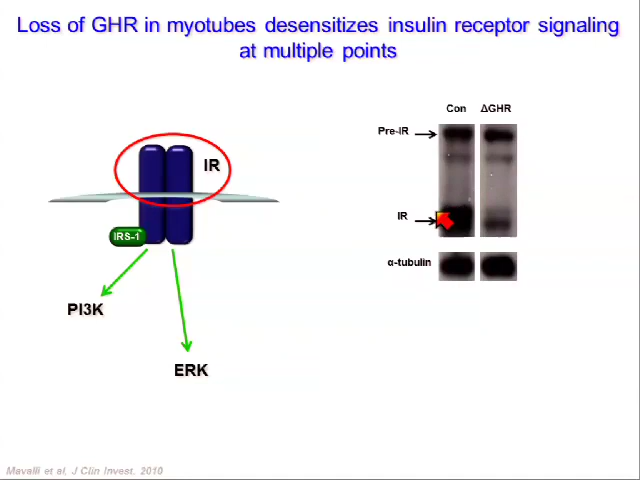 Loss of GHR in myotubes desensitizes insulin receptor signaling
at multiple points
Con ΔGHR
Pre-IR
IR
IR
α-tubulin
IRS-1
PI3K
ERK
Mavalli et al, J Clin Invest. 2010